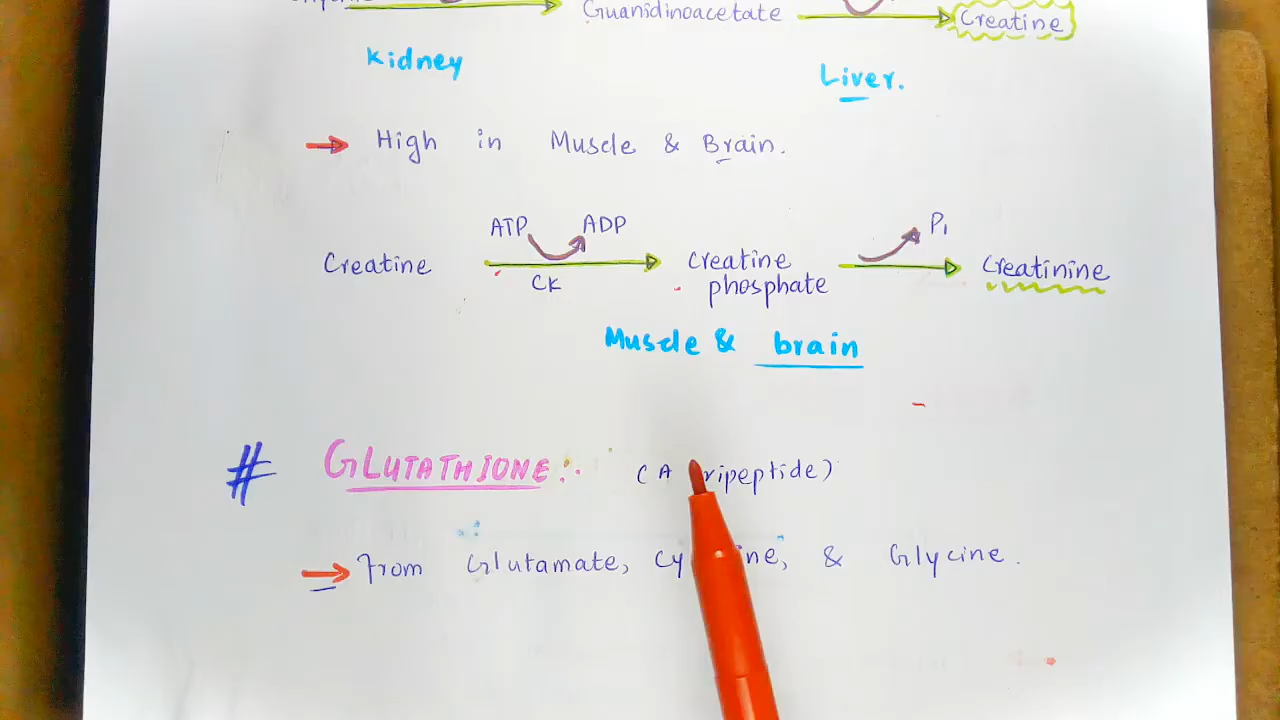 Guanidinoacetate Creatine
Kidney Liver.
High in Muscle & Brain.
ATP ADP Pi
Creatine Creatine Creatinine
CK phosphate
Muscle & brain
# GLUTATHIONE:. (A
From Glutamate, & Glycine.